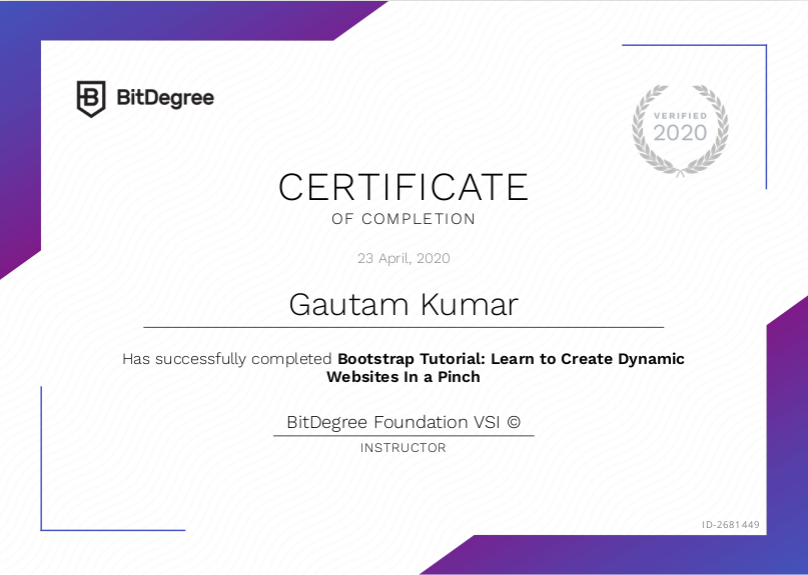 BitDegree
VERIFIED
2020
CERTIFICATE
OF COMPLETION
23 April, 2020
Gautam Kumar
Has successfully completed Bootstrap Tutorial: Learn to Create Dynamic
Websites In a Pinch
BitDegree Foundation VSI ©
INSTRUCTOR
ID-2681449